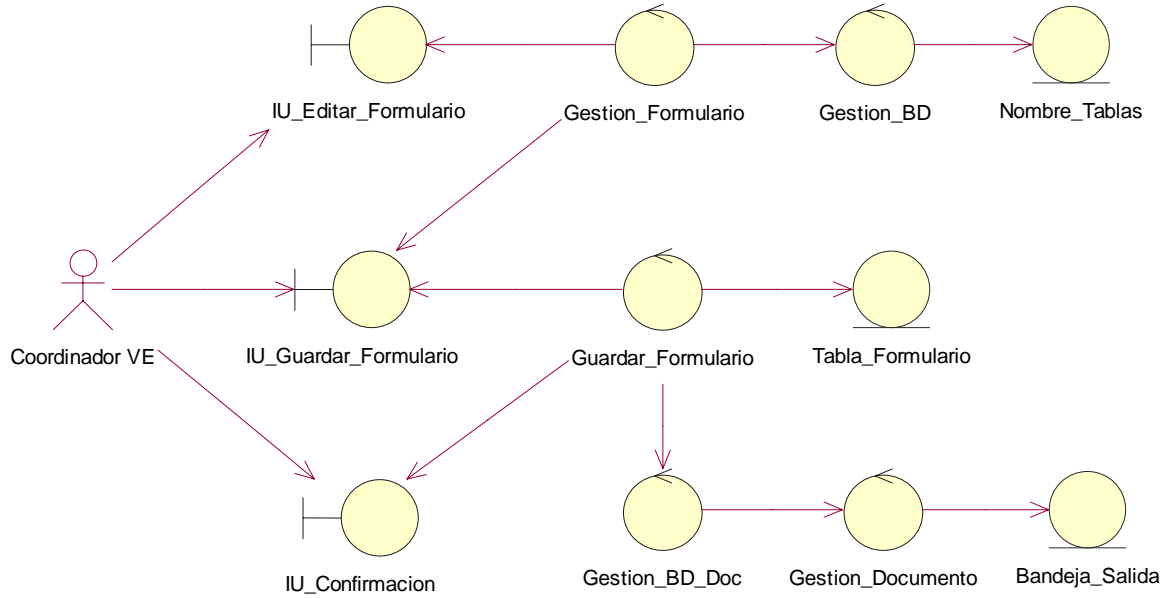 IU_Editar_Formulario
Gestion_Formulario
Gestion_BD
Nombre_Tablas
Coordinador VE
IU_Guardar_Formulario
Guardar_Formulario
Tabla_Formulario
IU_Confirmacion
Gestion_BD_Doc
Gestion_Documento
Bandeja_Salida